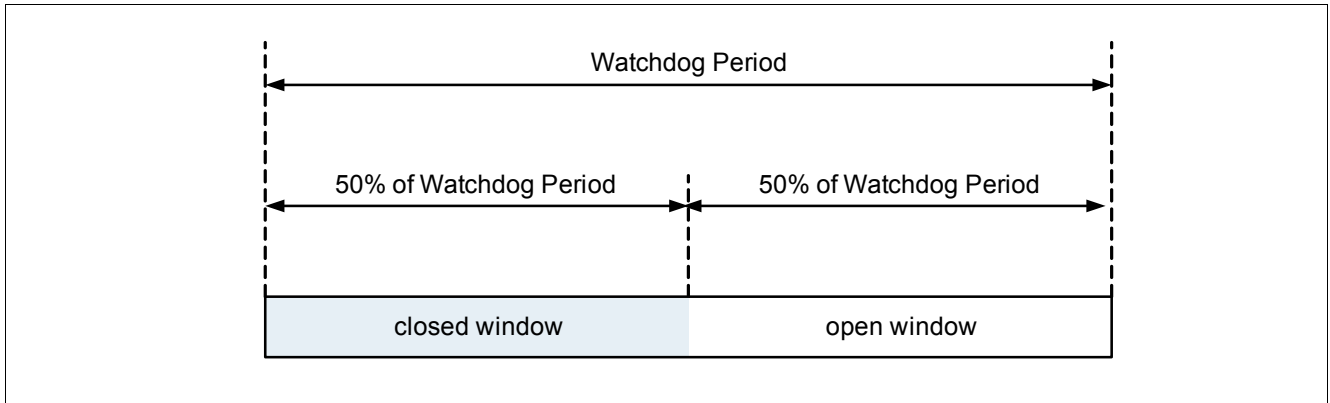 Watchdog Period
50% of Watchdog Period 50% of Watchdog Period
closed window open window